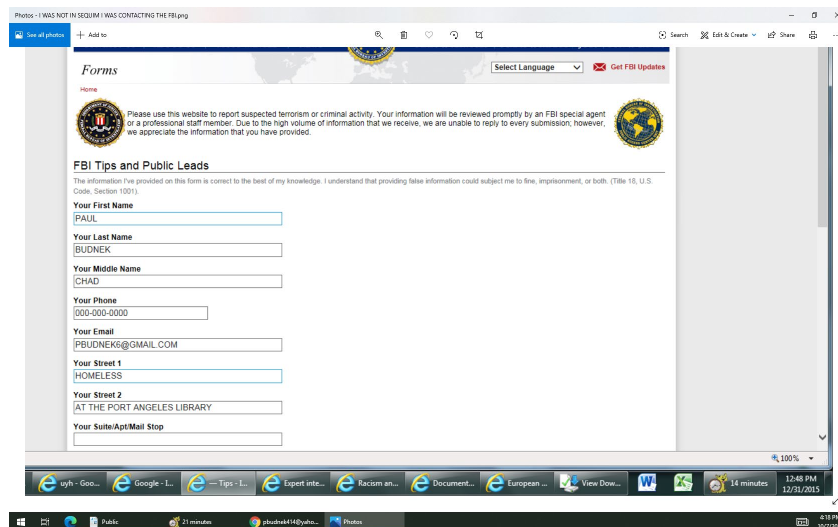 Photos - I WAS NOT IN SEQUIM I WAS CONTACTING THE FBI.png
See all photos + Add to Search Edit & Create Share
Forms Select Language Get FBI Updates
Home
Please use this website to report suspected terrorism or criminal activity. Your information will be reviewed promptly by an FBI special agent
or a professional staff member. Due to the high volume of information that we receive, we are unable to reply to every submission; however,
we appreciate the information that you have provided.
FBI Tips and Public Leads
The information I've provided on this form is correct to the best of my knowledge. I understand that providing false information could subject me to fine, imprisonment, or both. (Title 18, U.S.
Code, Section 1001).
Your First Name
PAUL
Your Last Name
BUDNEK
Your Middle Name
CHAD
Your Phone
000-000-0000
Your Email
PBUDNEK6@GMAIL.COM
Your Street 1
HOMELESS
Your Street 2
AT THE PORT ANGELES LIBRARY
Your Suite/Apt/Mail Stop
100%
uyh - Goo... Google - I... — Tips - I... Expert inte... Racism an... Document... European ... View Dow... 14 minutes 12:48 PM
12/31/2015
Public 21 minutes pbudnek414@yaho... Photos 4:18 PM